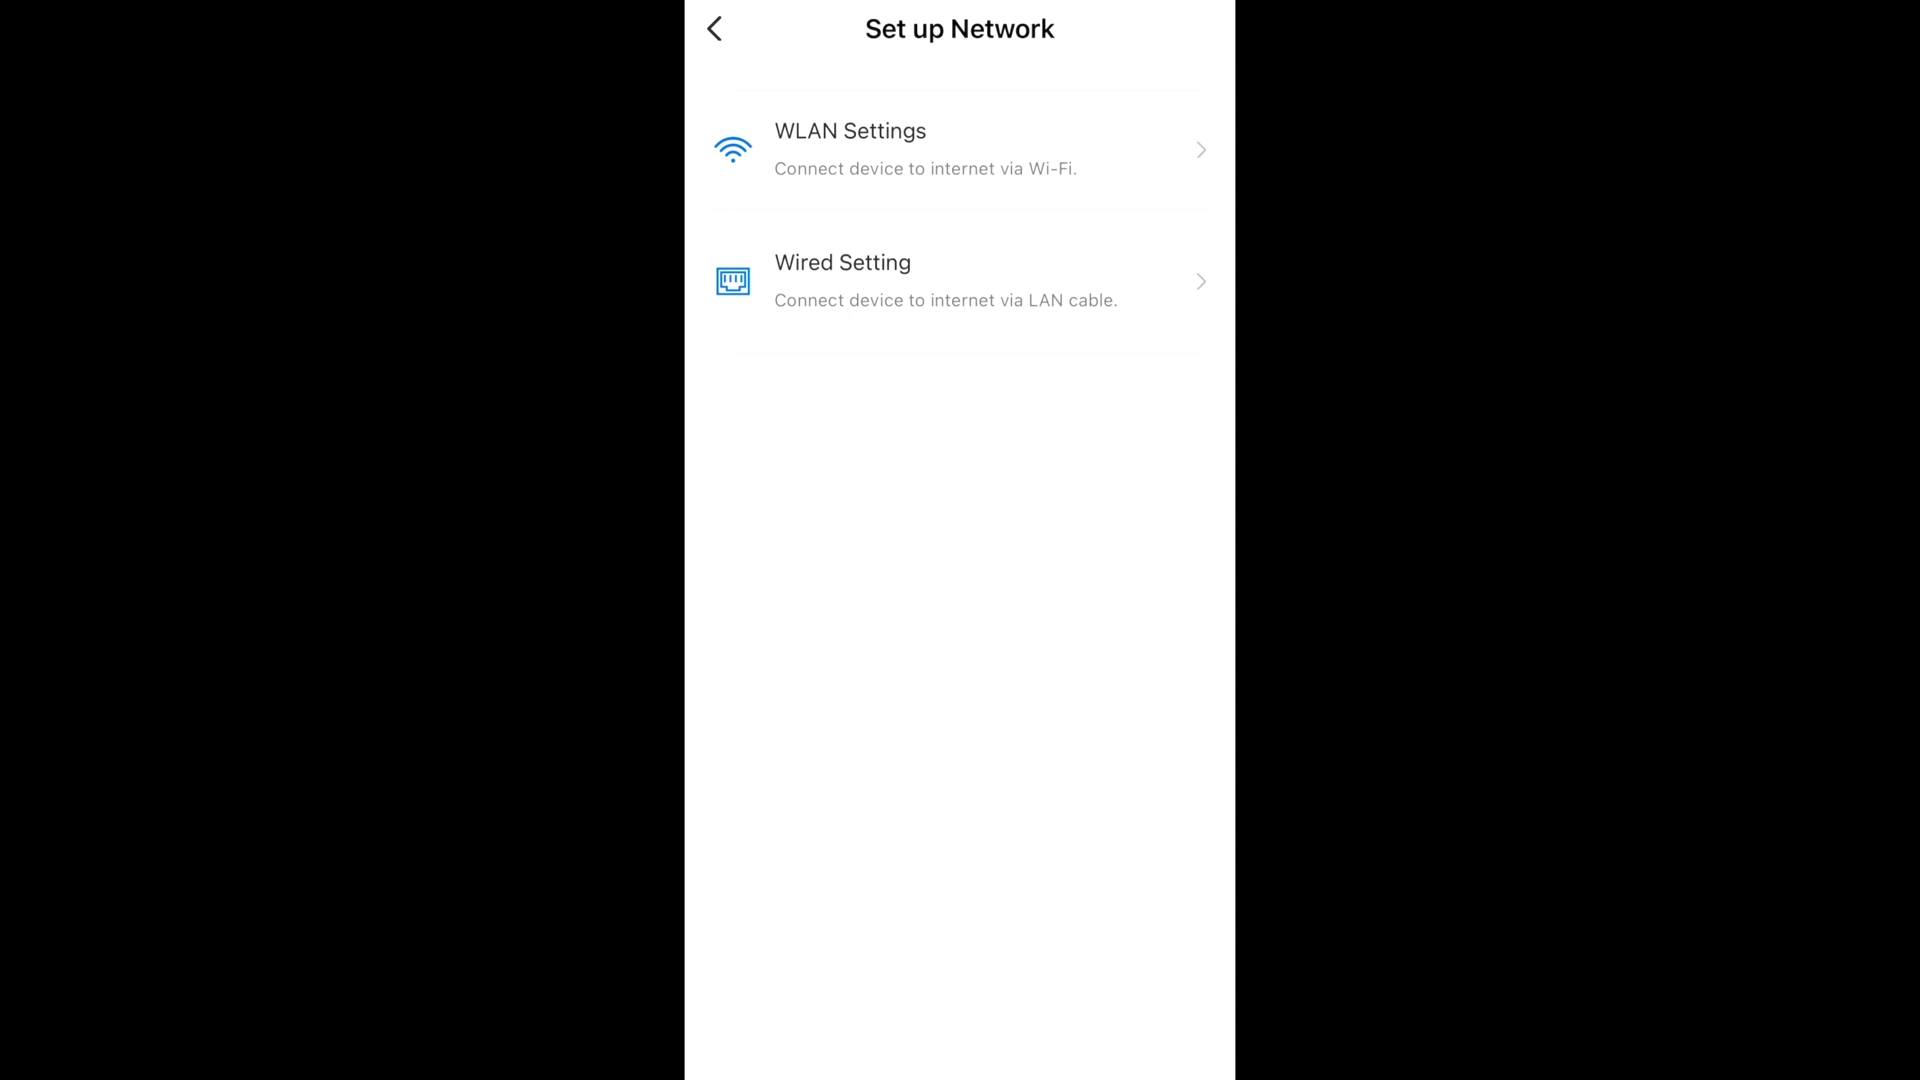 Set up Network
WLAN Settings
Connect device to internet via Wi-Fi.
Wired Setting
Connect device to internet via LAN cable.